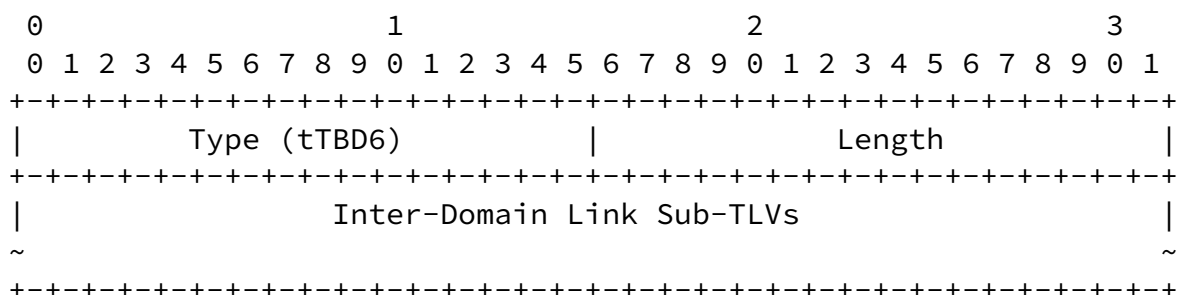 0                   1                   2                   3
 0 1 2 3 4 5 6 7 8 9 0 1 2 3 4 5 6 7 8 9 0 1 2 3 4 5 6 7 8 9 0 1
+-+-+-+-+-+-+-+-+-+-+-+-+-+-+-+-+-+-+-+-+-+-+-+-+-+-+-+-+-+-+-+-+
|         Type (tTBD6)          |             Length            |
+-+-+-+-+-+-+-+-+-+-+-+-+-+-+-+-+-+-+-+-+-+-+-+-+-+-+-+-+-+-+-+-+
|                 Inter-Domain Link Sub-TLVs                    |
~                                                               ~
+-+-+-+-+-+-+-+-+-+-+-+-+-+-+-+-+-+-+-+-+-+-+-+-+-+-+-+-+-+-+-+-+